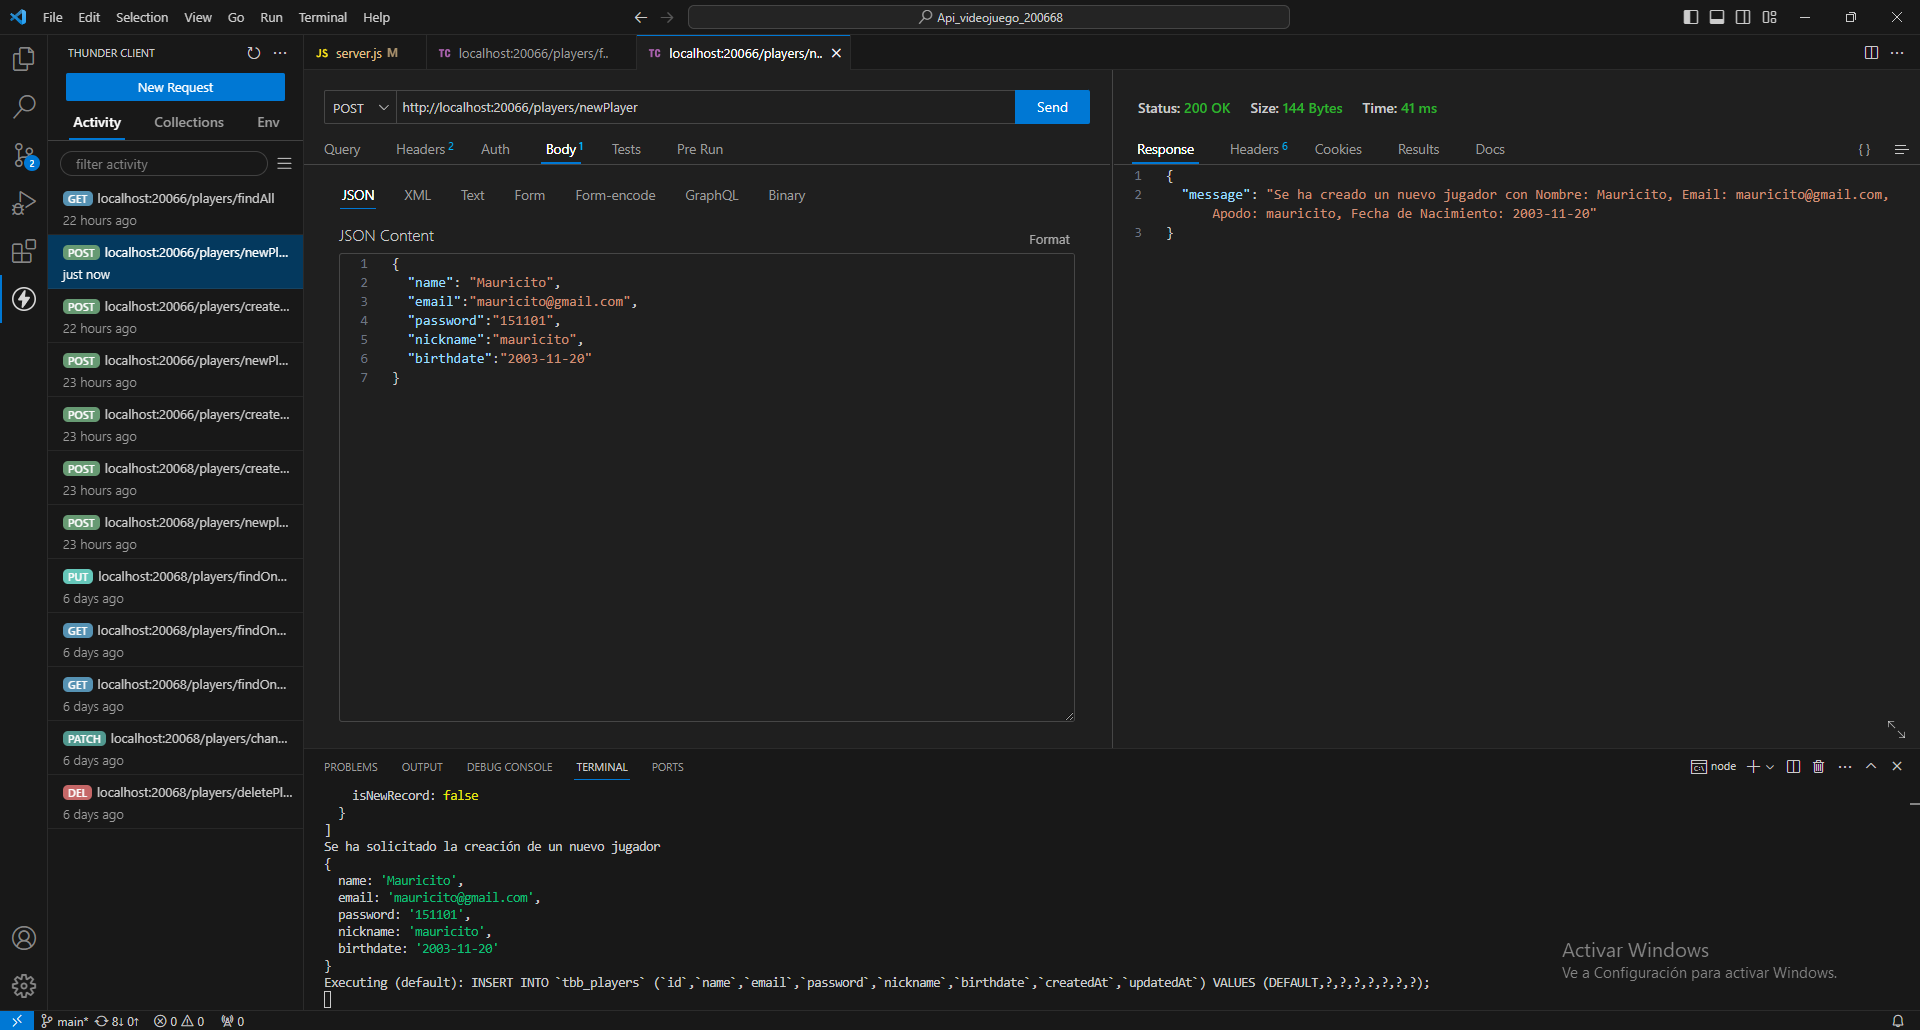 File Edit Selection View Go Run Terminal Help
Api_videojuego_200668
THUNDER CLIENT
New Request
Activity Collections Env
filter activity
GET localhost:20066/players/findAll
22 hours ago
POST localhost:20066/players/newPl...
just now
POST localhost:20066/players/create...
22 hours ago
POST localhost:20066/players/newPl...
23 hours ago
POST localhost:20066/players/create...
23 hours ago
POST localhost:20068/players/create...
23 hours ago
POST localhost:20068/players/newpl...
23 hours ago
PUT localhost:20068/players/findOn...
6 days ago
GET localhost:20068/players/findOn...
6 days ago
GET localhost:20068/players/findOn...
6 days ago
PATCH localhost:20068/players/chan...
6 days ago
DEL localhost:20068/players/deletePl...
6 days ago
JS server.js M
TC localhost:20066/players/f..
TC localhost:20066/players/n..
POST http://localhost:20066/players/newPlayer Send
Query Headers 2 Auth Body 1 Tests Pre Run
JSON XML Text Form Form-encode GraphQL Binary
JSON Content
Format
1 {
2 "name": "Mauricito",
3 "email":"mauricito@gmail.com",
4 "password":"151101",
5 "nickname":"mauricito",
6 "birthdate":"2003-11-20"
7 }
Status: 200 OK Size: 144 Bytes Time: 41 ms
Response Headers 6 Cookies Results Docs {}
1 {
2 "message": "Se ha creado un nuevo jugador con Nombre: Mauricito, Email: mauricito@gmail.com,
Apodo: mauricito, Fecha de Nacimiento: 2003-11-20"
3 }
PROBLEMS OUTPUT DEBUG CONSOLE TERMINAL PORTS
node
isNewRecord: false
}
]
Se ha solicitado la creación de un nuevo jugador
{
name: 'Mauricito',
email: 'mauricito@gmail.com',
password: '151101',
nickname: 'mauricito',
birthdate: '2003-11-20'
}
Executing (default): INSERT INTO `tbb_players` (`id`,`name`,`email`,`password`,`nickname`,`birthdate`,`createdAt`,`updatedAt`) VALUES (DEFAULT,?,?,?,?,?,?,?);
Activar Windows
Ve a Configuración para activar Windows.
2
main* 8↓ 0↑ 0 0 0